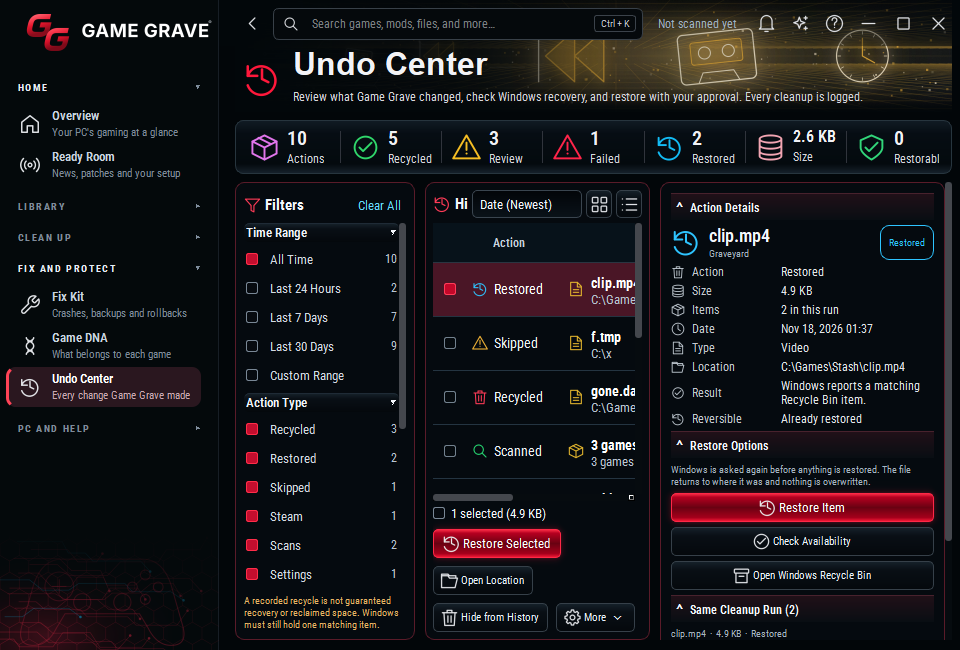 GG GAME GRAVE
Search games, mods, files, and more...
Ctrl + K
Not scanned yet
Undo Center
Review what Game Grave changed, check Windows recovery, and restore with your approval. Every cleanup is logged.
HOME
Overview
Your PC's gaming at a glance
Ready Room
News, patches and your setup
LIBRARY
CLEAN UP
FIX AND PROTECT
Fix Kit
Crashes, backups and rollbacks
Game DNA
What belongs to each game
Undo Center
Every change Game Grave made
PC AND HELP
10 Actions
5 Recycled
3 Review
1 Failed
2 Restored
2.6 KB Size
0 Restorabl
Filters
Clear All
Time Range
All Time 10
Last 24 Hours 2
Last 7 Days 7
Last 30 Days 9
Custom Range
Action Type
Recycled 3
Restored 2
Skipped 1
Steam 1
Scans 2
Settings 1
A recorded recycle is not guaranteed
recovery or reclaimed space. Windows
must still hold one matching item.
Hi
Date (Newest)
Action
Restored clip.mp4
C:\Game
Skipped f.tmp
C:\x
Recycled gone.da
C:\Game
Scanned 3 games
3 games
1 selected (4.9 KB)
Restore Selected
Open Location
Hide from History
More
Action Details
clip.mp4
Graveyard
Restored
Action Restored
Size 4.9 KB
Items 2 in this run
Date Nov 18, 2026 01:37
Type Video
Location C:\Games\Stash\clip.mp4
Result Windows reports a matching
Recycle Bin item.
Reversible Already restored
Restore Options
Windows is asked again before anything is restored. The file
returns to where it was and nothing is overwritten.
Restore Item
Check Availability
Open Windows Recycle Bin
Same Cleanup Run (2)
clip.mp4 · 4.9 KB · Restored